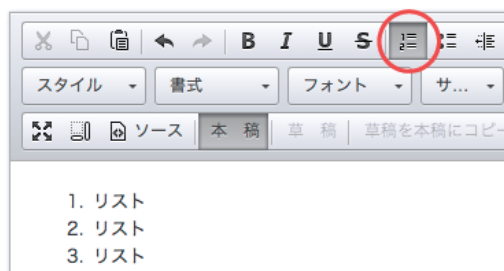 B I U S
スタイル 書式 フォント サ...
ソース 本 稿 草 稿 草稿を本稿にコピー
1. リスト
2. リスト
3. リスト